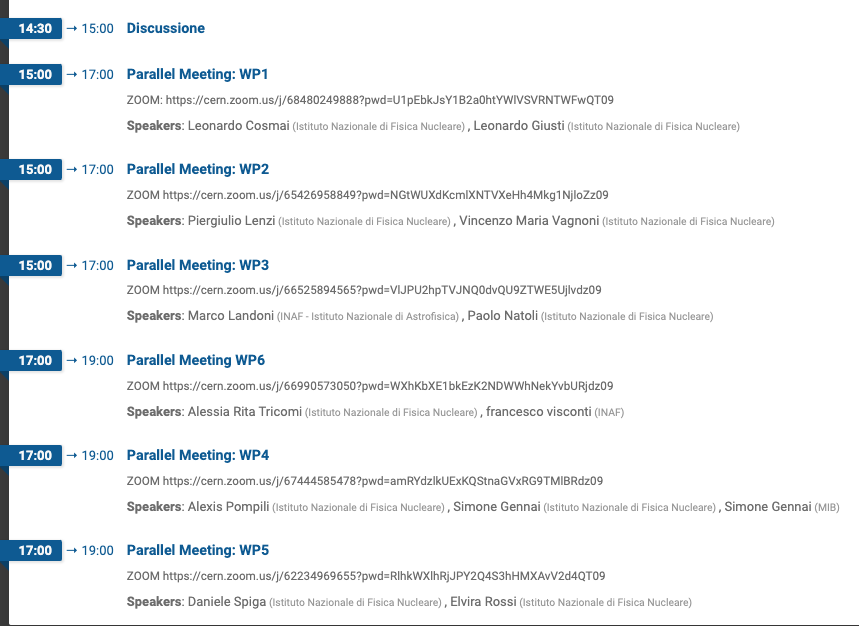 14:30 → 15:00 Discussione
15:00 → 17:00 Parallel Meeting: WP1
ZOOM: https://cern.zoom.us/j/68480249888?pwd=U1pEbkJsY1B2a0htYWlVSVRNTWFwQT09
Speakers: Leonardo Cosmai (Istituto Nazionale di Fisica Nucleare) , Leonardo Giusti (Istituto Nazionale di Fisica Nucleare)
15:00 → 17:00 Parallel Meeting: WP2
ZOOM https://cern.zoom.us/j/65426958849?pwd=NGtWUXdKcmlXNTVXeHh4Mkg1NjloZz09
Speakers: Piergiulio Lenzi (Istituto Nazionale di Fisica Nucleare) , Vincenzo Maria Vagnoni (Istituto Nazionale di Fisica Nucleare)
15:00 → 17:00 Parallel Meeting: WP3
ZOOM https://cern.zoom.us/j/66525894565?pwd=VlJPU2hpTVJNQ0dvQU9ZTWE5Ujlvdz09
Speakers: Marco Landoni (INAF - Istituto Nazionale di Astrofisica) , Paolo Natoli (Istituto Nazionale di Fisica Nucleare)
17:00 → 19:00 Parallel Meeting WP6
ZOOM https://cern.zoom.us/j/66990573050?pwd=WXhKbXE1bkEzK2NDWWhNekYvbURjdz09
Speakers: Alessia Rita Tricomi (Istituto Nazionale di Fisica Nucleare) , francesco visconti (INAF)
17:00 → 19:00 Parallel Meeting: WP4
ZOOM https://cern.zoom.us/j/67444585478?pwd=amRYdzlkUExKQStnaGVxRG9TMlBRdz09
Speakers: Alexis Pompili (Istituto Nazionale di Fisica Nucleare) , Simone Gennai (Istituto Nazionale di Fisica Nucleare) , Simone Gennai (MIB)
17:00 → 19:00 Parallel Meeting: WP5
ZOOM https://cern.zoom.us/j/62234969655?pwd=RlhkWXlhRjJPY2Q4S3hHMXAvV2d4QT09
Speakers: Daniele Spiga (Istituto Nazionale di Fisica Nucleare) , Elvira Rossi (Istituto Nazionale di Fisica Nucleare)